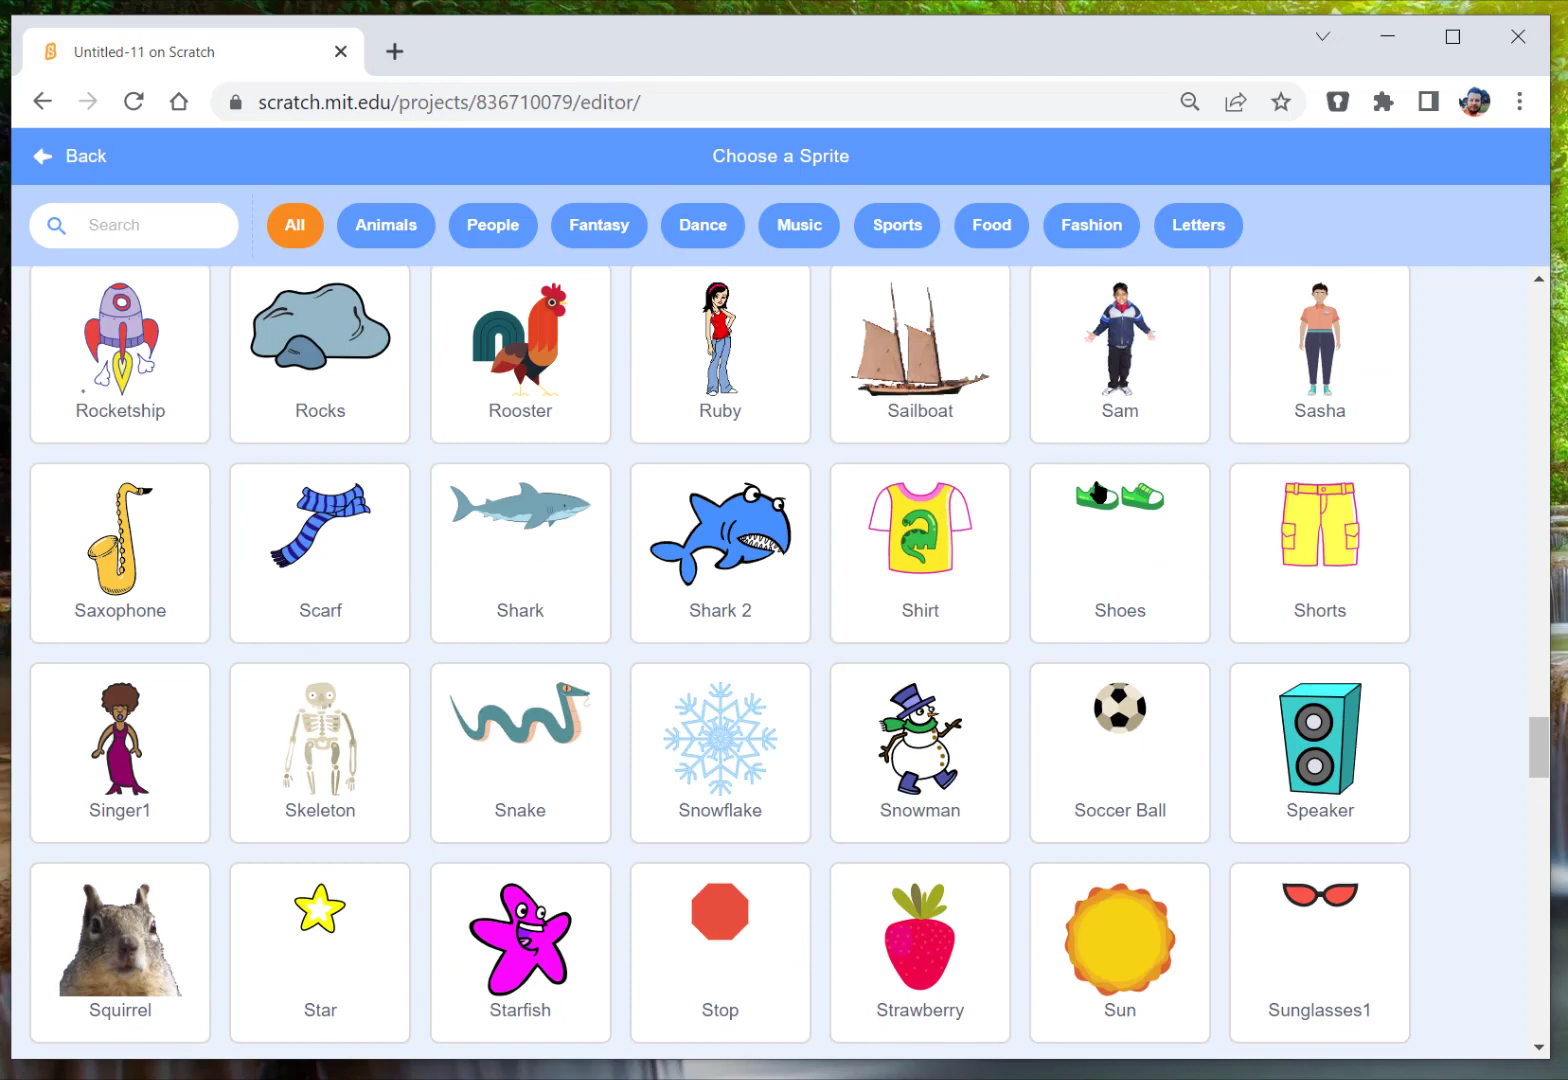 Untitled-11 on Scratch
scratch.mit.edu/projects/836710079/editor/
Back
Choose a Sprite
Search
All
Animals
People
Fantasy
Dance
Music
Sports
Food
Fashion
Letters
Rocketship
Rocks
Rooster
Ruby
Sailboat
Sam
Sasha
Saxophone
Scarf
Shark
Shark 2
Shirt
Shoes
Shorts
Singer1
Skeleton
Snake
Snowflake
Snowman
Soccer Ball
Speaker
Squirrel
Star
Starfish
Stop
Strawberry
Sun
Sunglasses1